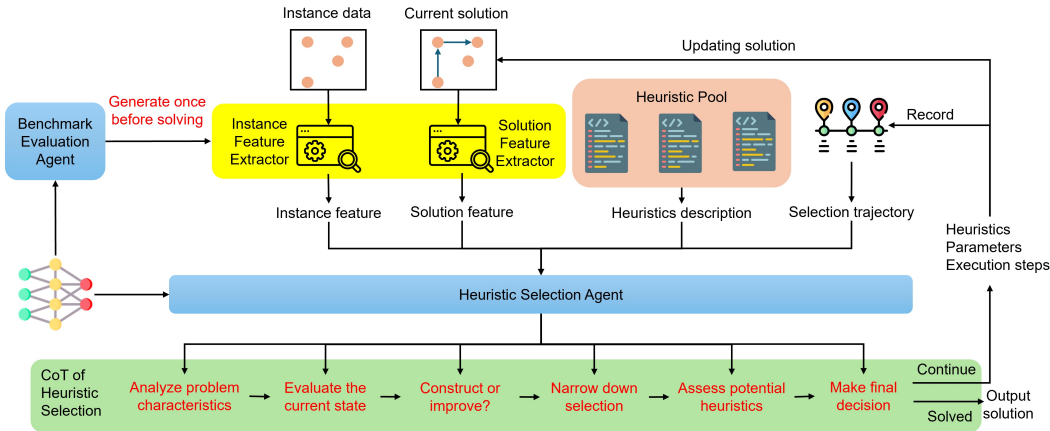 Instance data
Current solution
Updating solution
Generate once
before solving
Benchmark
Evaluation
Agent
Instance
Feature
Extractor
Solution
Feature
Extractor
Heuristic Pool
Record
Instance feature
Solution feature
Heuristics description
Selection trajectory
Heuristics
Parameters
Execution steps
Heuristic Selection Agent
CoT of
Heuristic
Selection
Analyze problem
characteristics
Evaluate the
current state
Construct or
improve?
Narrow down
selection
Assess potential
heuristics
Make final
decision
Continue
Solved
Output
solution